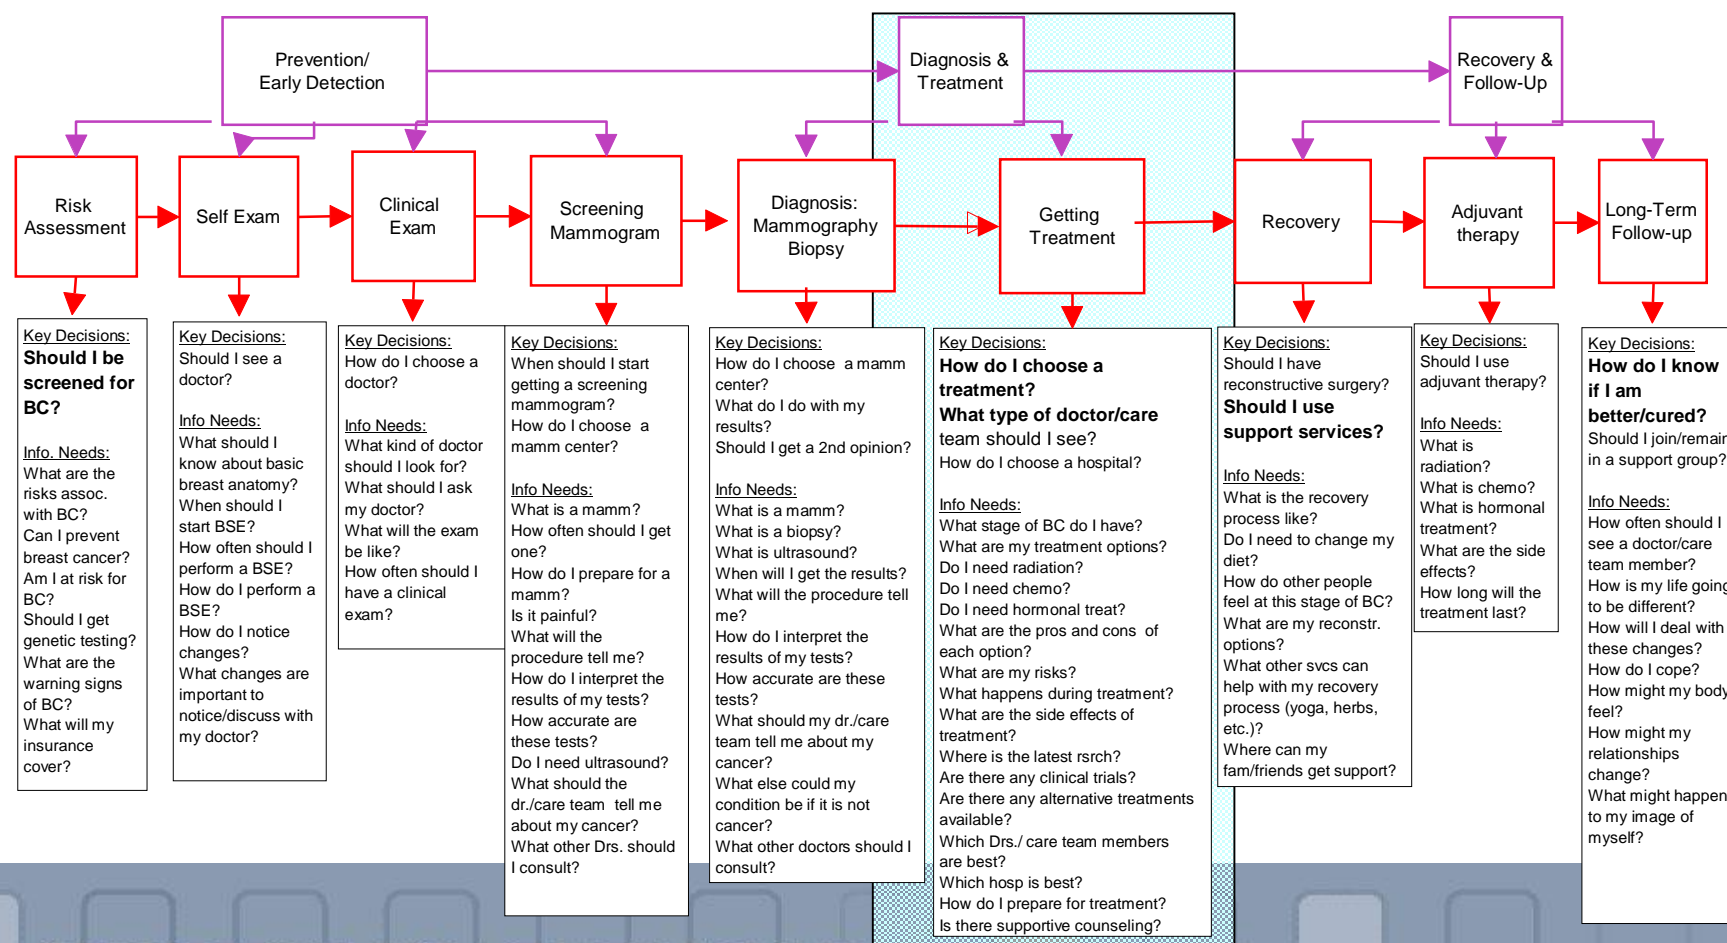 Prevention/
Early Detection
Diagnosis &
Treatment
Recovery &
Follow-Up
Risk
Assessment
Self Exam
Clinical
Exam
Screening
Mammogram
Diagnosis:
Mammography
Biopsy
Getting
Treatment
Recovery
Adjuvant
therapy
Long-Term
Follow-up
Key Decisions:
Should I be
screened for
BC?
Info. Needs:
What are the
risks assoc.
with BC?
Can I prevent
breast cancer?
Am I at risk for
BC?
Should I get
genetic testing?
What are the
warning signs
of BC?
What will my
insurance
cover?
Key Decisions:
Should I see a
doctor?
Info Needs:
What should I
know about basic
breast anatomy?
When should I
start BSE?
How often should I
perform a BSE?
How do I perform a
BSE?
How do I notice
changes?
What changes are
important to
notice/discuss with
my doctor?
Key Decisions:
How do I choose a
doctor?
Info Needs:
What kind of doctor
should I look for?
What should I ask
my doctor?
What will the exam
be like?
How often should I
have a clinical
exam?
Key Decisions:
When should I start
getting a screening
mammogram?
How do I choose a
mamm center?
Info Needs:
What is a mamm?
How often should I get
one?
How do I prepare for a
mamm?
Is it painful?
What will the
procedure tell me?
How do I interpret the
results of my tests?
How accurate are
these tests?
Do I need ultrasound?
What should the
dr./care team tell me
about my cancer?
What other Drs. should
I consult?
Key Decisions:
How do I choose a mamm
center?
What do I do with my
results?
Should I get a 2nd opinion?
Info Needs:
What is a mamm?
What is a biopsy?
What is ultrasound?
When will I get the results?
What will the procedure tell
me?
How do I interpret the
results of my tests?
How accurate are these
tests?
What should my dr./care
team tell me about my
cancer?
What else could my
condition be if it is not
cancer?
What other doctors should I
consult?
Key Decisions:
How do I choose a
treatment?
What type of doctor/care
team should I see?
How do I choose a hospital?
Info Needs:
What stage of BC do I have?
What are my treatment options?
Do I need radiation?
Do I need chemo?
Do I need hormonal treat?
What are the pros and cons of
each option?
What are my risks?
What happens during treatment?
What are the side effects of
treatment?
Where is the latest rsrch?
Are there any clinical trials?
Are there any alternative treatments
available?
Which Drs./ care team members
are best?
Which hosp is best?
How do I prepare for treatment?
Is there supportive counseling?
Key Decisions:
Should I have
reconstructive surgery?
Should I use
support services?
Info Needs:
What is the recovery
process like?
Do I need to change my
diet?
How do other people
feel at this stage of BC?
What are my reconstr.
options?
What other svcs can
help with my recovery
process (yoga, herbs,
etc.)?
Where can my
fam/friends get support?
Key Decisions:
Should I use
adjuvant therapy?
Info Needs:
What is
radiation?
What is chemo?
What is hormonal
treatment?
What are the side
effects?
How long will the
treatment last?
Key Decisions:
How do I know
if I am
better/cured?
Should I join/remain
in a support group?
Info Needs:
How often should I
see a doctor/care
team member?
How is my life going
to be different?
How will I deal with
these changes?
How do I cope?
How might my body
feel?
How might my
relationships
change?
What might happen
to my image of
myself?